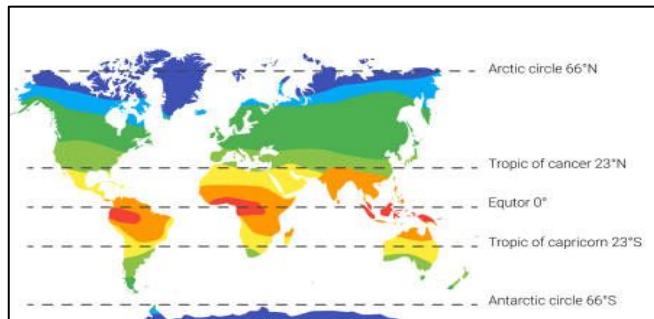 Arctic circle 66°N
Tropic of cancer 23°N
Equtor 0°
Tropic of capricorn 23°S
Antarctic circle 66°S